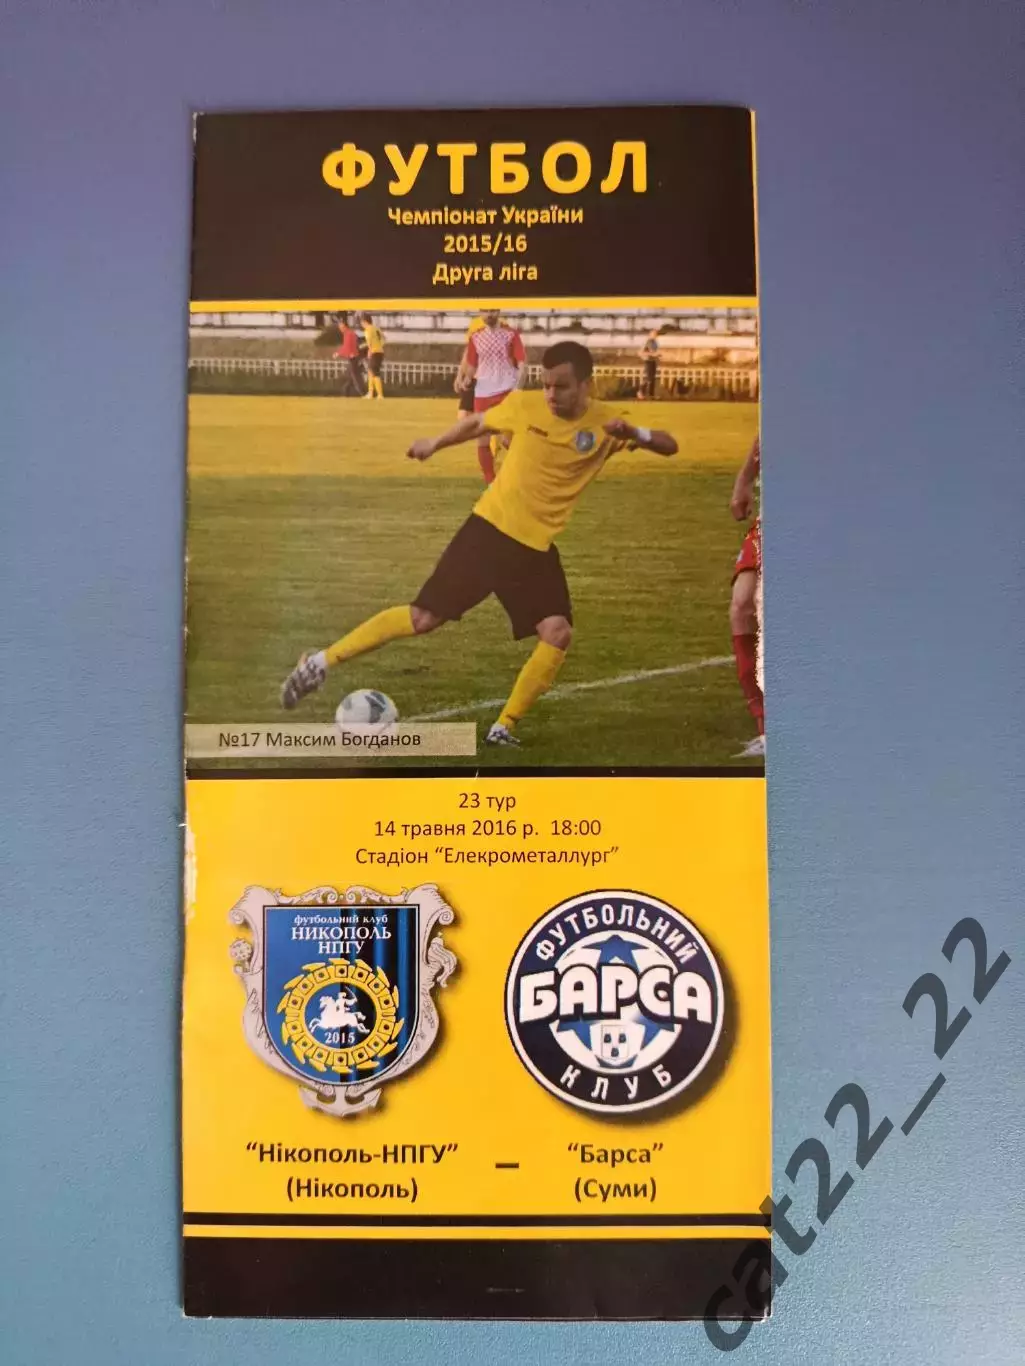 ФУТБОЛ
Чемпіонат України
2015/16
Друга ліга
№17 Максим Богданов
23 тур
14 травня 2016 р. 18:00
Стадіон "Елекрометаллург"
футбольний клуб
НИКОПОЛЬ
НПГУ
2015
ФУТБОЛЬНИЙ
БАРСА
КЛУБ
"Нікополь-НПГУ" – "Барса"
(Нікополь) (Суми)
cat22_22